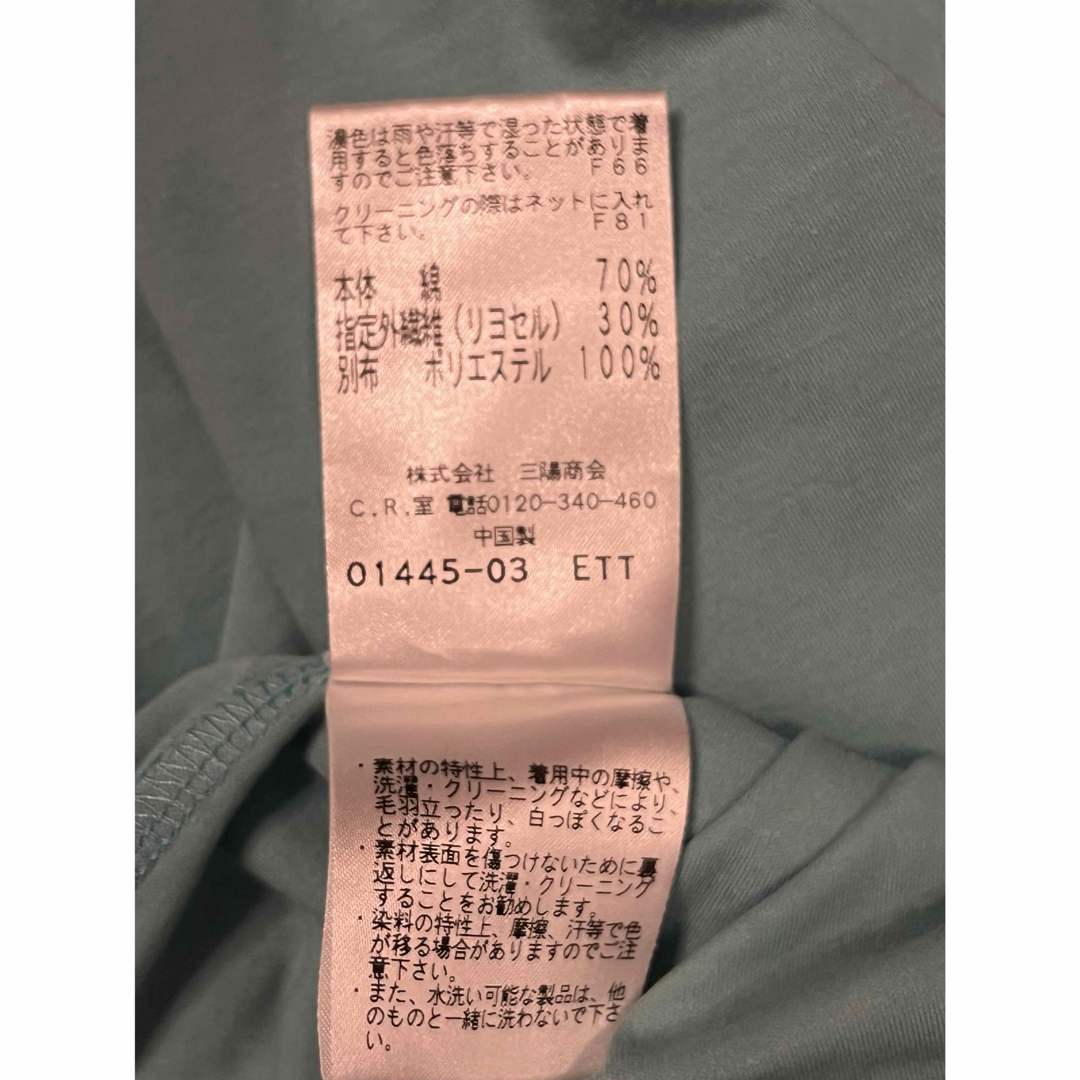 濃色は雨や汗等で湿った状態で着
用すると色落ちすることがありま
すのでご注意下さい。 F66
クリーニングの際はネットに入れ
て下さい。 F81
本体 綿 70%
指定外繊維(リヨセル) 30%
別布 ポリエステル 100%
株式会社 三陽商会
C.R.室 電話0120-340-460
中国製
01445-03 ETT
・素材の特性上、着用中の摩擦や、
洗濯・クリーニングなどにより、
毛羽立ったり、白っぽくなるこ
とがあります。
・素材表面を傷つけないために裏
返しにして洗濯・クリーニング
することをお勧めします。
・染料の特性上、摩擦、汗等で色
が移る場合がありますのでご注
意下さい。
・また、水洗い可能な製品は、他
のものと一緒に洗わないで下さ
い。